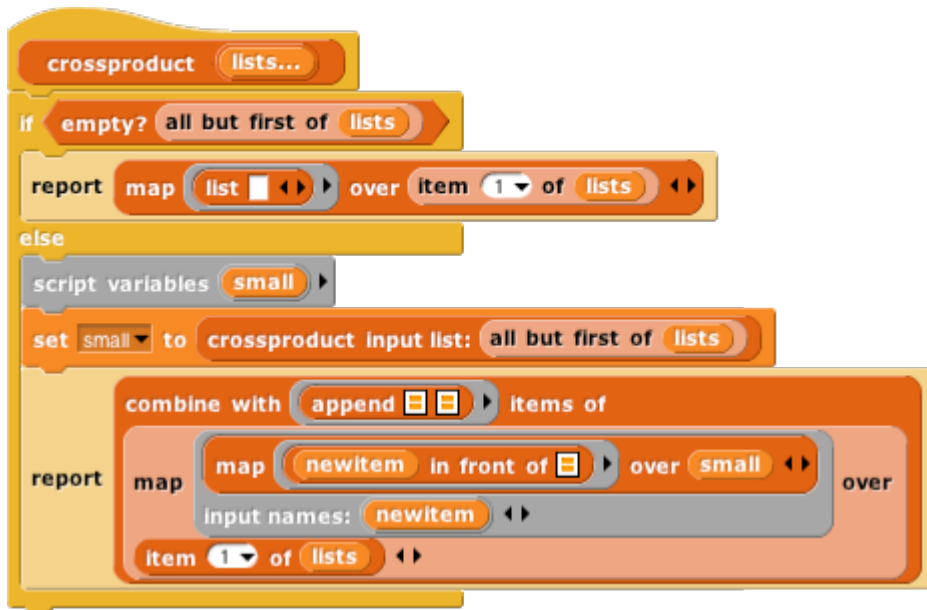 crossproduct lists...
if empty? all but first of lists
report map list over item 1 of lists
else
script variables small
set small to crossproduct input list: all but first of lists
combine with append items of
map newitem in front of over small
report map over
input names: newitem
item 1 of lists